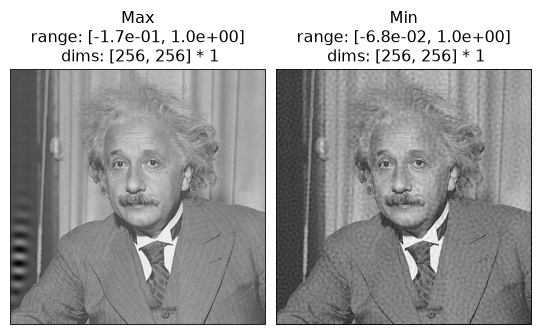 Max
range: [-1.7e-01, 1.0e+00]
dims: [256, 256] * 1
Min
range: [-6.8e-02, 1.0e+00]
dims: [256, 256] * 1